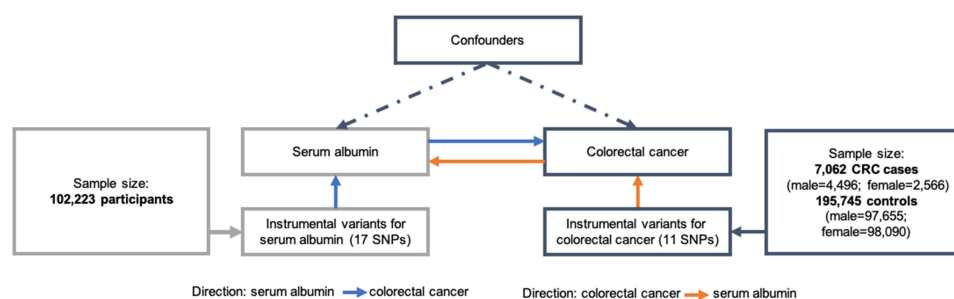 Confounders
Serum albumin
Colorectal cancer
Sample size:
102,223 participants
Instrumental variants for
serum albumin (17 SNPs)
Instrumental variants for
colorectal cancer (11 SNPs)
Sample size:
7,062 CRC cases
(male=4,496; female=2,566)
195,745 controls
(male=97,655;
female=98,090)
Direction: serum albumin colorectal cancer
Direction: colorectal cancer serum albumin